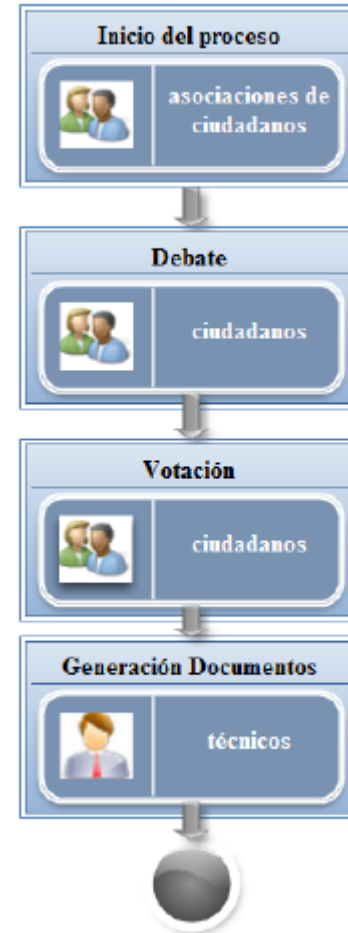 Inicio del proceso
asociaciones de
ciudadanos
Debate
ciudadanos
Votación
ciudadanos
Generación Documentos
técnicos